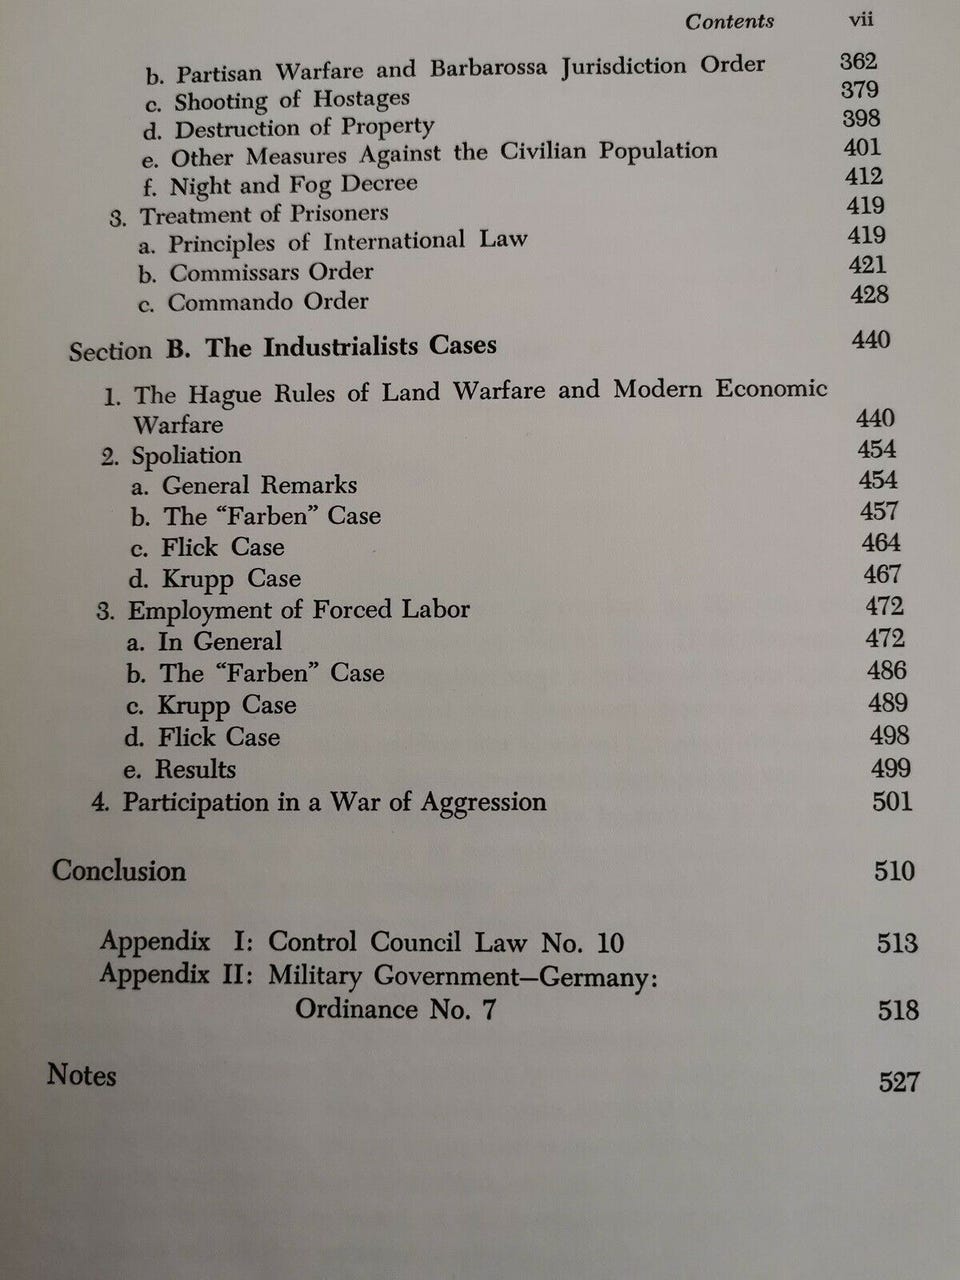 Contents vii
b. Partisan Warfare and Barbarossa Jurisdiction Order 362
c. Shooting of Hostages 379
d. Destruction of Property 398
e. Other Measures Against the Civilian Population 401
f. Night and Fog Decree 412
3. Treatment of Prisoners 419
a. Principles of International Law 419
b. Commissars Order 421
c. Commando Order 428
Section B. The Industrialists Cases 440
1. The Hague Rules of Land Warfare and Modern Economic
Warfare 440
2. Spoliation 454
a. General Remarks 454
b. The “Farben” Case 457
c. Flick Case 464
d. Krupp Case 467
3. Employment of Forced Labor 472
a. In General 472
b. The “Farben” Case 486
c. Krupp Case 489
d. Flick Case 498
e. Results 499
4. Participation in a War of Aggression 501
Conclusion 510
Appendix I: Control Council Law No. 10 513
Appendix II: Military Government—Germany:
Ordinance No. 7 518
Notes 527